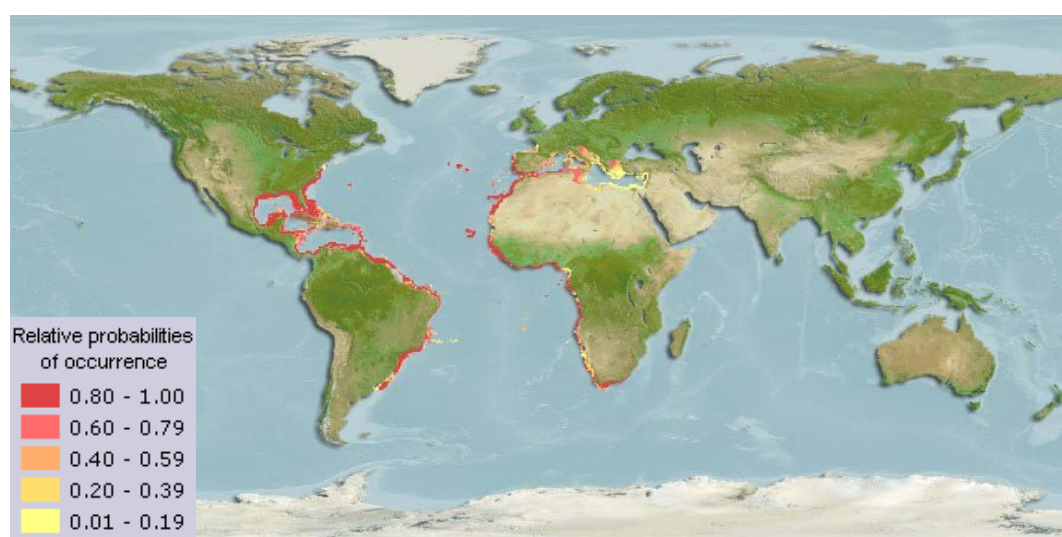 Relative probabilities
of occurrence
0.80 - 1.00
0.60 - 0.79
0.40 - 0.59
0.20 - 0.39
0.01 - 0.19